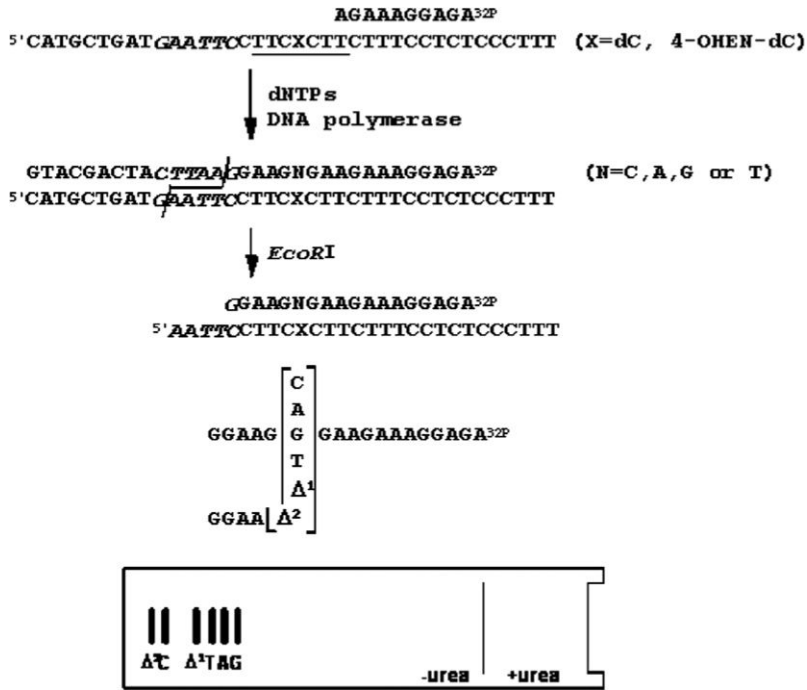 AGAAAGGAGA32P
5'CATGCTGATGAATTCCTTCXCTTCTTTCCTCTCCCTTT (X=dC, 4-OHEN-dC)
dNTPs
DNA polymerase
GTACGACTACTTAAGGAAGNGAAGAAAGGAGA32P (N=C,A,G or T)
5'CATGCTGATGAATTCCTTCXCTTCTTTCCTCTCCCTTT
EcoRI
GGAAGNGAAGAAAGGAGA32P
5'AATTCCTTCXCTTCTTTCCTCTCCCTTT
C
A
GGAAG G GAAGAAAGGAGA32P
T
Δ1
GGAA Δ2
Δ2C Δ1TAG -urea +urea